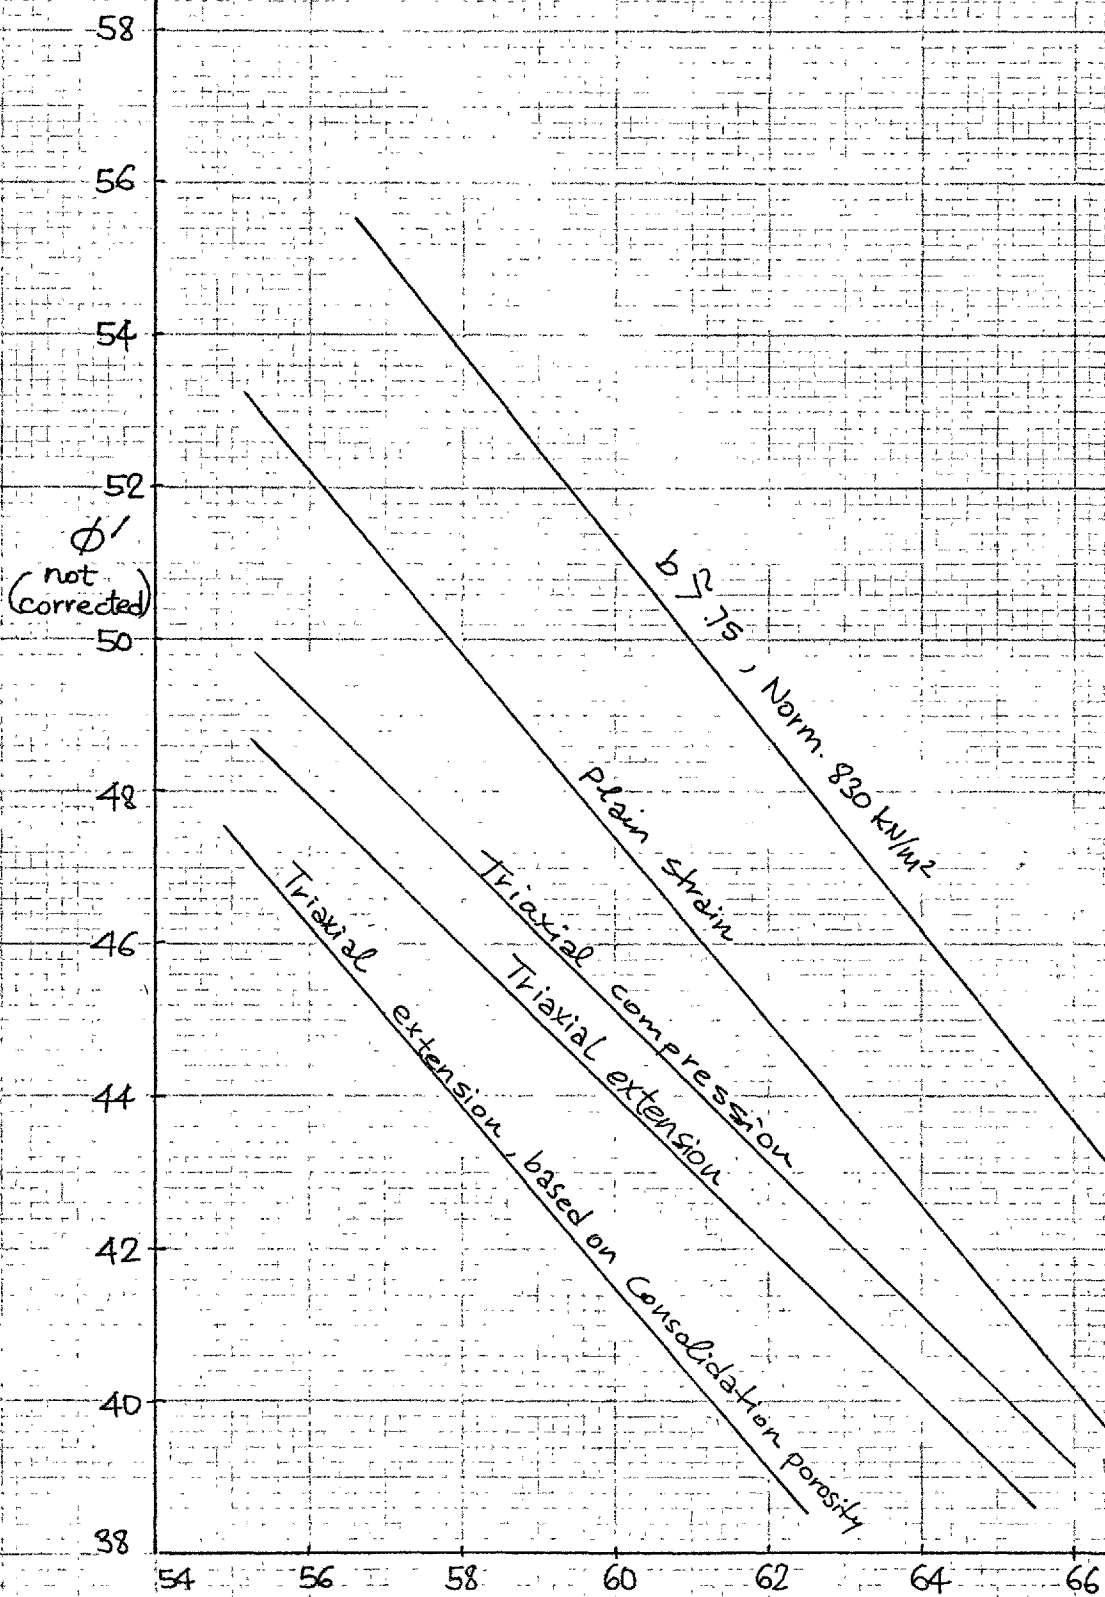 58
56
54
52
ϕ′
(not
corrected)
50
48
46
44
42
40
38
b ≥ .75, Norm. 830 kN/m²
Plain strain
Triaxial compression
Triaxial extension
Triaxial extension, based on Consolidation porosity
54 56 58 60 62 64 66